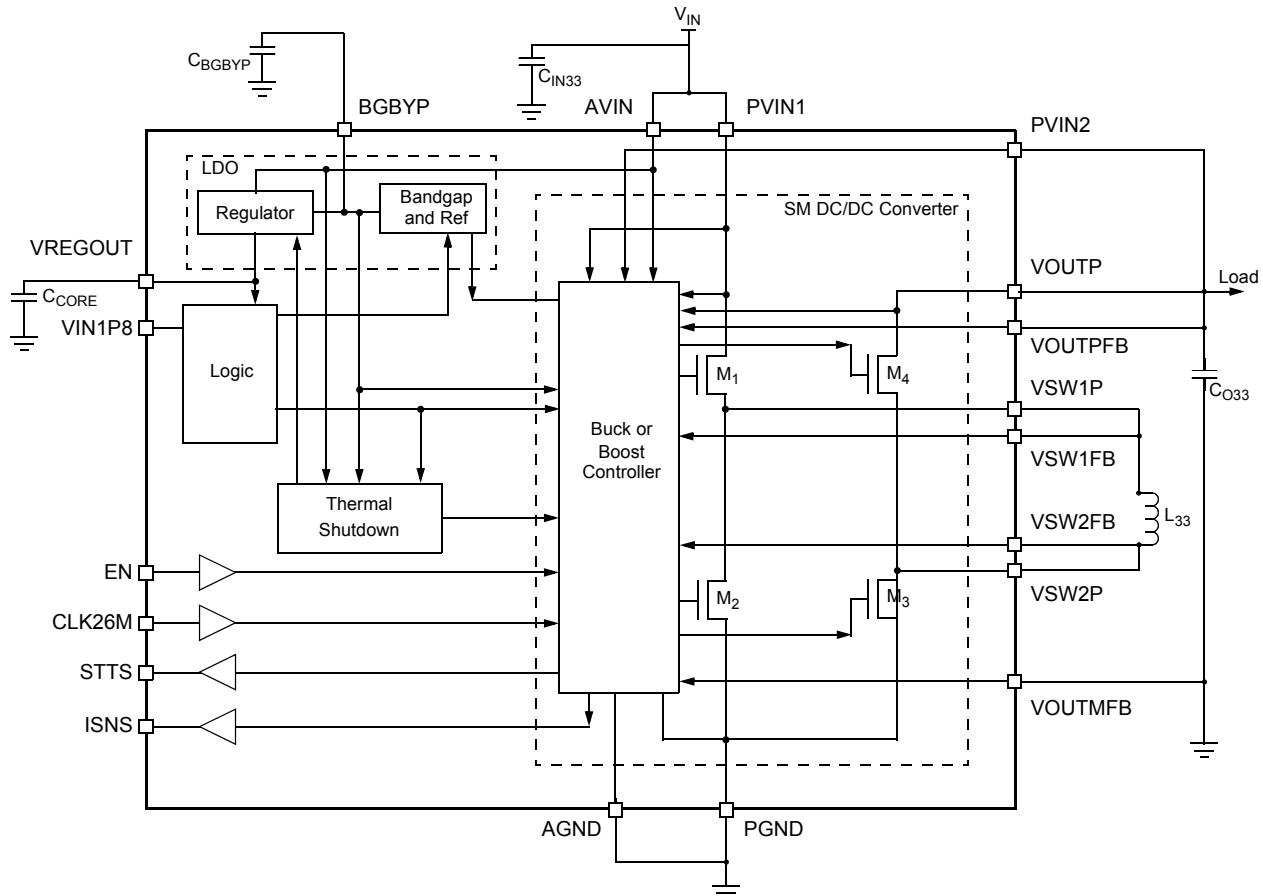 V_IN
C_BGBYP
C_IN33
BGBYP
AVIN
PVIN1
PVIN2
LDO
Regulator
Bandgap
and Ref
SM DC/DC Converter
VREGOUT
VOUTP
Load
C_CORE
VIN1P8
VOUTPFB
Logic
M_1
M_4
C_O33
VSW1P
Buck or
Boost
Controller
VSW1FB
Thermal
Shutdown
VSW2FB
L_33
EN
M_2
M_3
VSW2P
CLK26M
STTS
ISNS
VOUTMFB
AGND
PGND